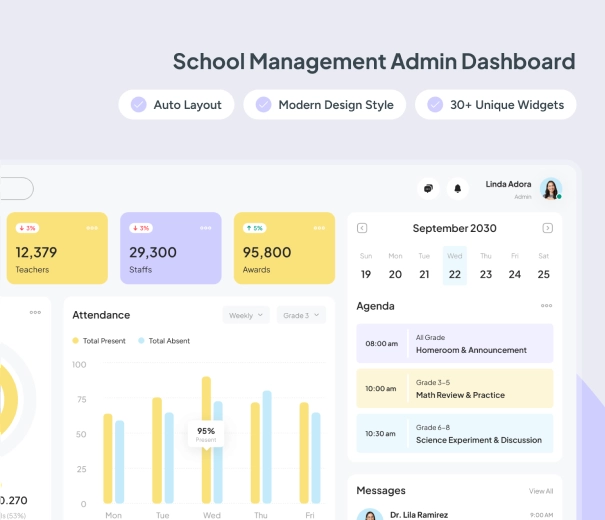 School Management Admin Dashboard
Auto Layout
Modern Design Style
30+ Unique Widgets
Linda Adora
Admin
3%
12,379
Teachers
3%
29,300
Staffs
5%
95,800
Awards
September 2030
Sun Mon Tue Wed Thu Fri Sat
19 20 21 22 23 24 25
Agenda
08:00 am
All Grade
Homeroom & Announcement
10:00 am
Grade 3–5
Math Review & Practice
10:30 am
Grade 6–8
Science Experiment & Discussion
Attendance
Weekly
Grade 3
Total Present
Total Absent
100
75
50
25
0
95%
Present
Mon Tue Wed Thu Fri
0.270
(53%)
Messages
View All
Dr. Lila Ramirez
9:00 AM